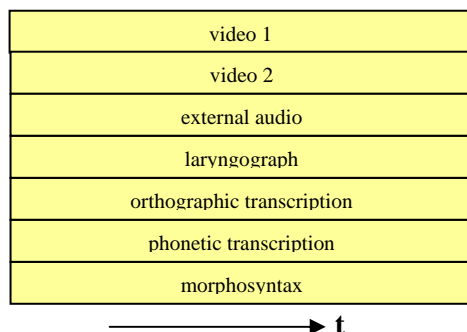 video 1
video 2
external audio
laryngograph
orthographic transcription
phonetic transcription
morphosyntax
t